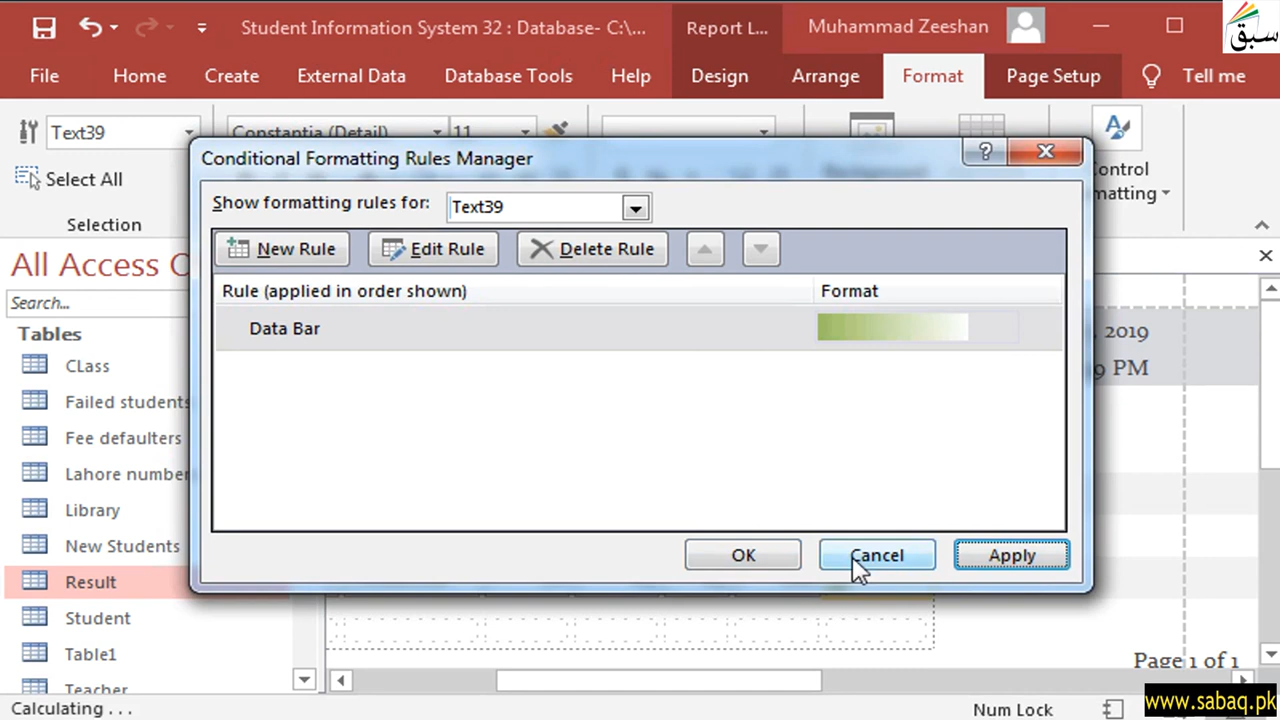 Student Information System 32 : Database- C:\...
Report L...
Muhammad Zeeshan
سبق
File
Home
Create
External Data
Database Tools
Help
Design
Arrange
Format
Page Setup
Tell me
Text39
Constantia (Detail)
11
Select All
Selection
Control
Conditional Formatting Rules Manager
?
Show formatting rules for:
Text39
New Rule
Edit Rule
Delete Rule
Rule (applied in order shown)
Format
Data Bar
OK
Cancel
Apply
All Access
Search...
Tables
CLass
Failed students
Fee defaulters
Lahore number
Library
New Students
Result
Student
Table1
Teacher
2019
PM
Page 1 of 1
Calculating . . .
Num Lock
www.sabaq.pk